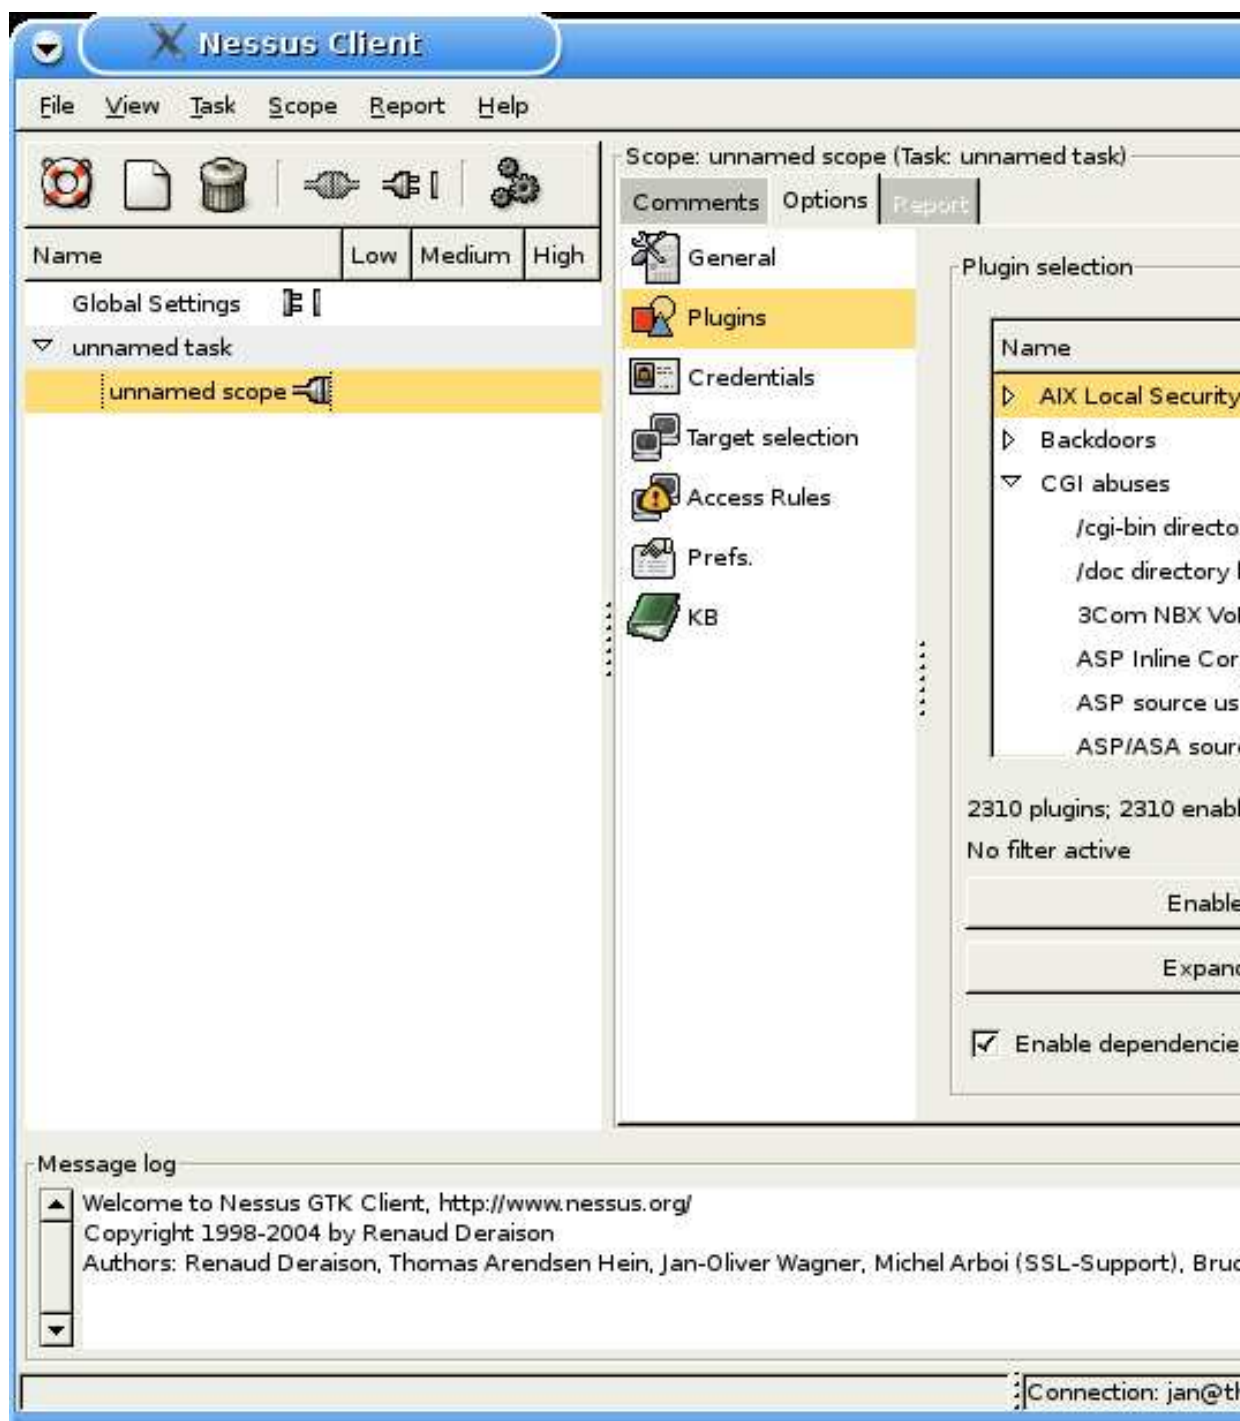 Nessus Client
File View Task Scope Report Help
Scope: unnamed scope (Task: unnamed task)
Comments Options Report
Name Low Medium High
Global Settings
unnamed task
unnamed scope
General
Plugins
Credentials
Target selection
Access Rules
Prefs.
KB
Plugin selection
Name
AIX Local Security
Backdoors
CGI abuses
/cgi-bin directo
/doc directory
3Com NBX VoI
ASP Inline Cor
ASP source us
ASP/ASA sour
2310 plugins; 2310 enabl
No filter active
Enable
Expand
Enable dependencie
Message log
Welcome to Nessus GTK Client, http://www.nessus.org/
Copyright 1998-2004 by Renaud Deraison
Authors: Renaud Deraison, Thomas Arendsen Hein, Jan-Oliver Wagner, Michel Arboi (SSL-Support), Bruc
Connection: jan@th